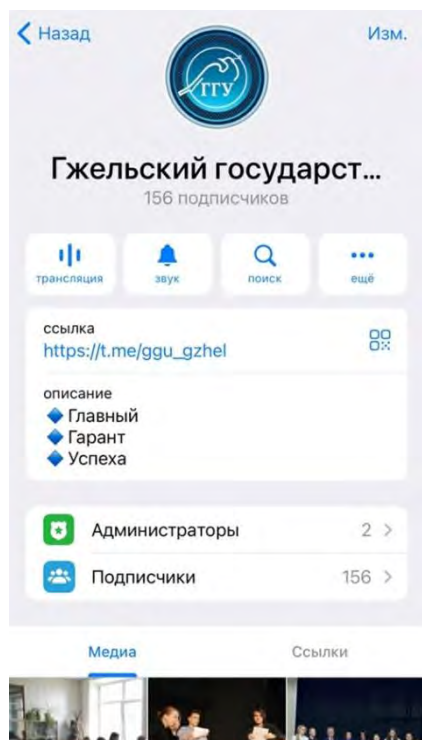 Назад
Изм.
ГГУ
Гжельский государст...
156 подписчиков
трансляция
звук
поиск
ещё
ссылка
https://t.me/ggu_gzhel
описание
Главный
Гарант
Успеха
Администраторы 2
Подписчики 156
Медиа
Ссылки